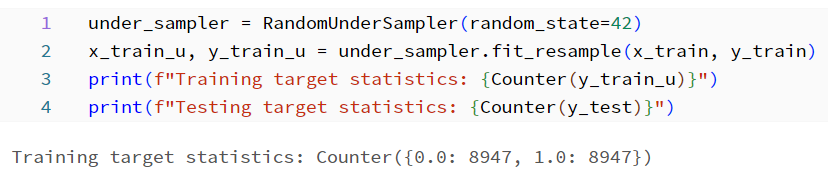 1 under_sampler = RandomUnderSampler(random_state=42)
2 x_train_u, y_train_u = under_sampler.fit_resample(x_train, y_train)
3 print(f"Training target statistics: {Counter(y_train_u)}")
4 print(f"Testing target statistics: {Counter(y_test)}")
Training target statistics: Counter({0.0: 8947, 1.0: 8947})